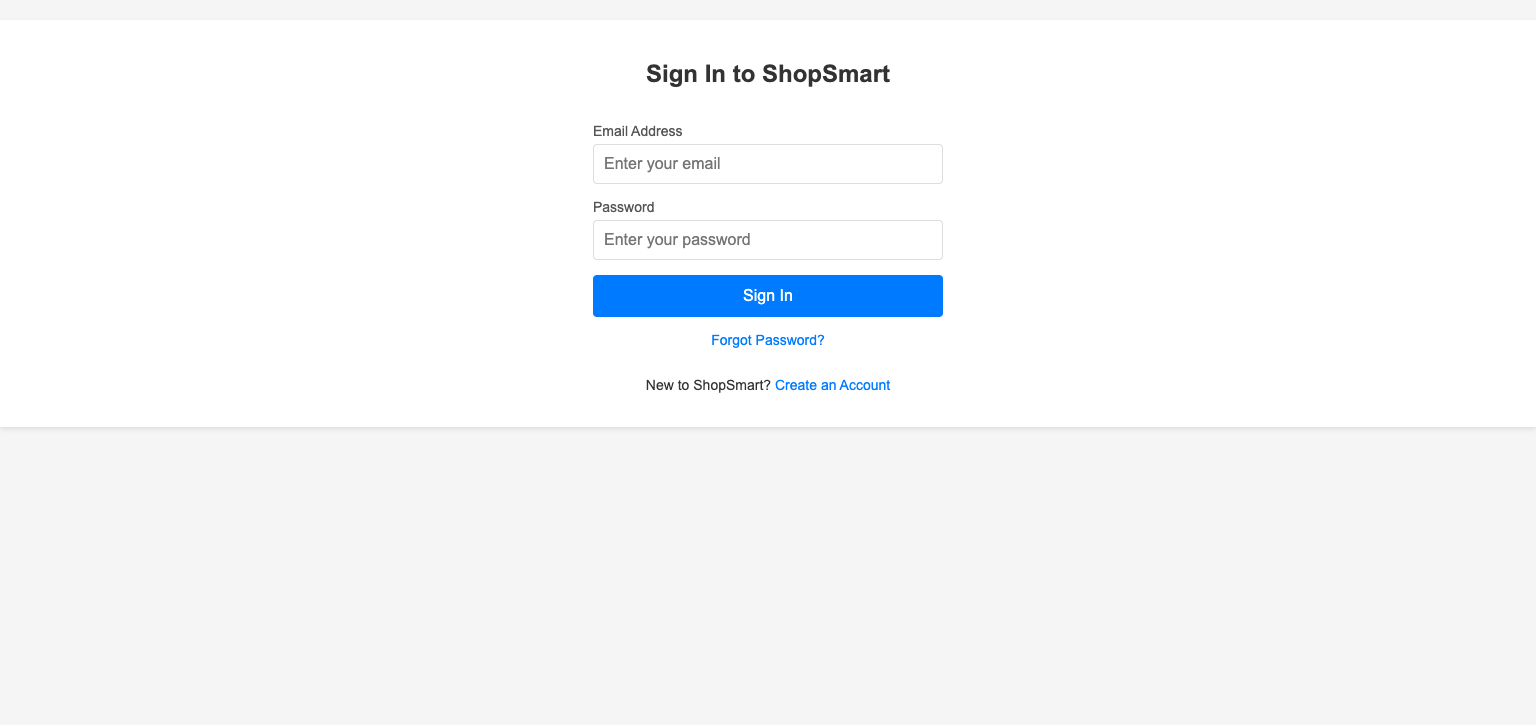 Sign In to ShopSmart
Email Address
Enter your email
Password
Enter your password
Sign In
Forgot Password?
New to ShopSmart? Create an Account